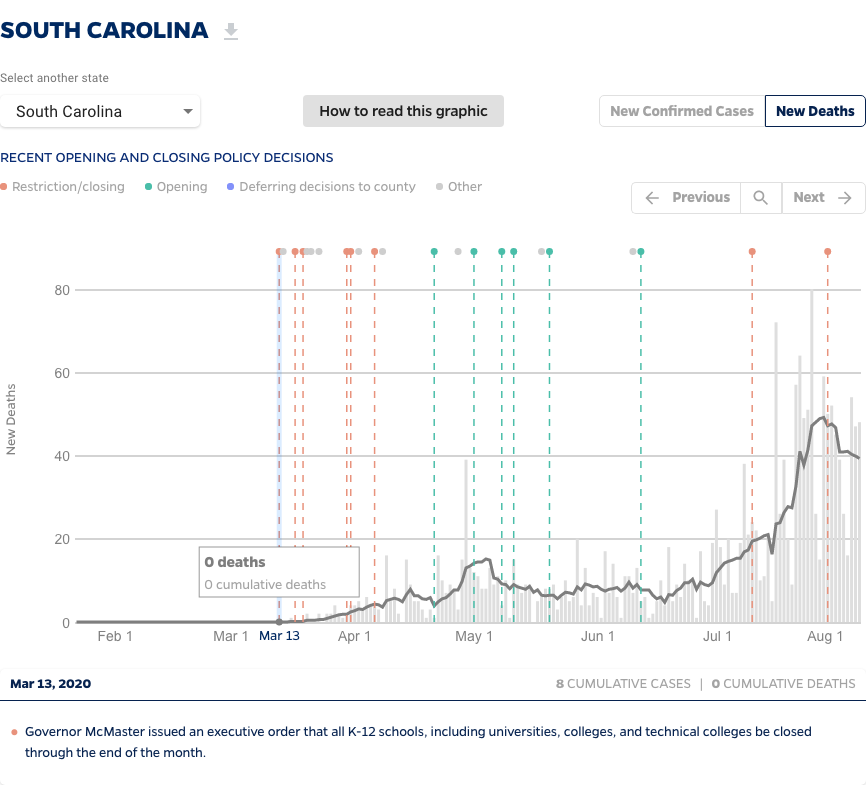 SOUTH CAROLINA
Select another state
South Carolina
How to read this graphic
New Confirmed Cases
New Deaths
RECENT OPENING AND CLOSING POLICY DECISIONS
Restriction/closing
Opening
Deferring decisions to county
Other
Previous
Next
80
60
40
20
0
New Deaths
0 deaths
0 cumulative deaths
Feb 1
Mar 1
Mar 13
Apr 1
May 1
Jun 1
Jul 1
Aug 1
Mar 13, 2020
8 CUMULATIVE CASES | 0 CUMULATIVE DEATHS
Governor McMaster issued an executive order that all K-12 schools, including universities, colleges, and technical colleges be closed
through the end of the month.